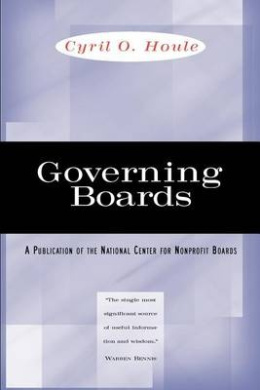 Cyril O. Houle
Governing
Boards
A Publication of the National Center for Nonprofit Boards
"The single most
significant source
of useful informa
tion and wisdom."
Warren Bennis